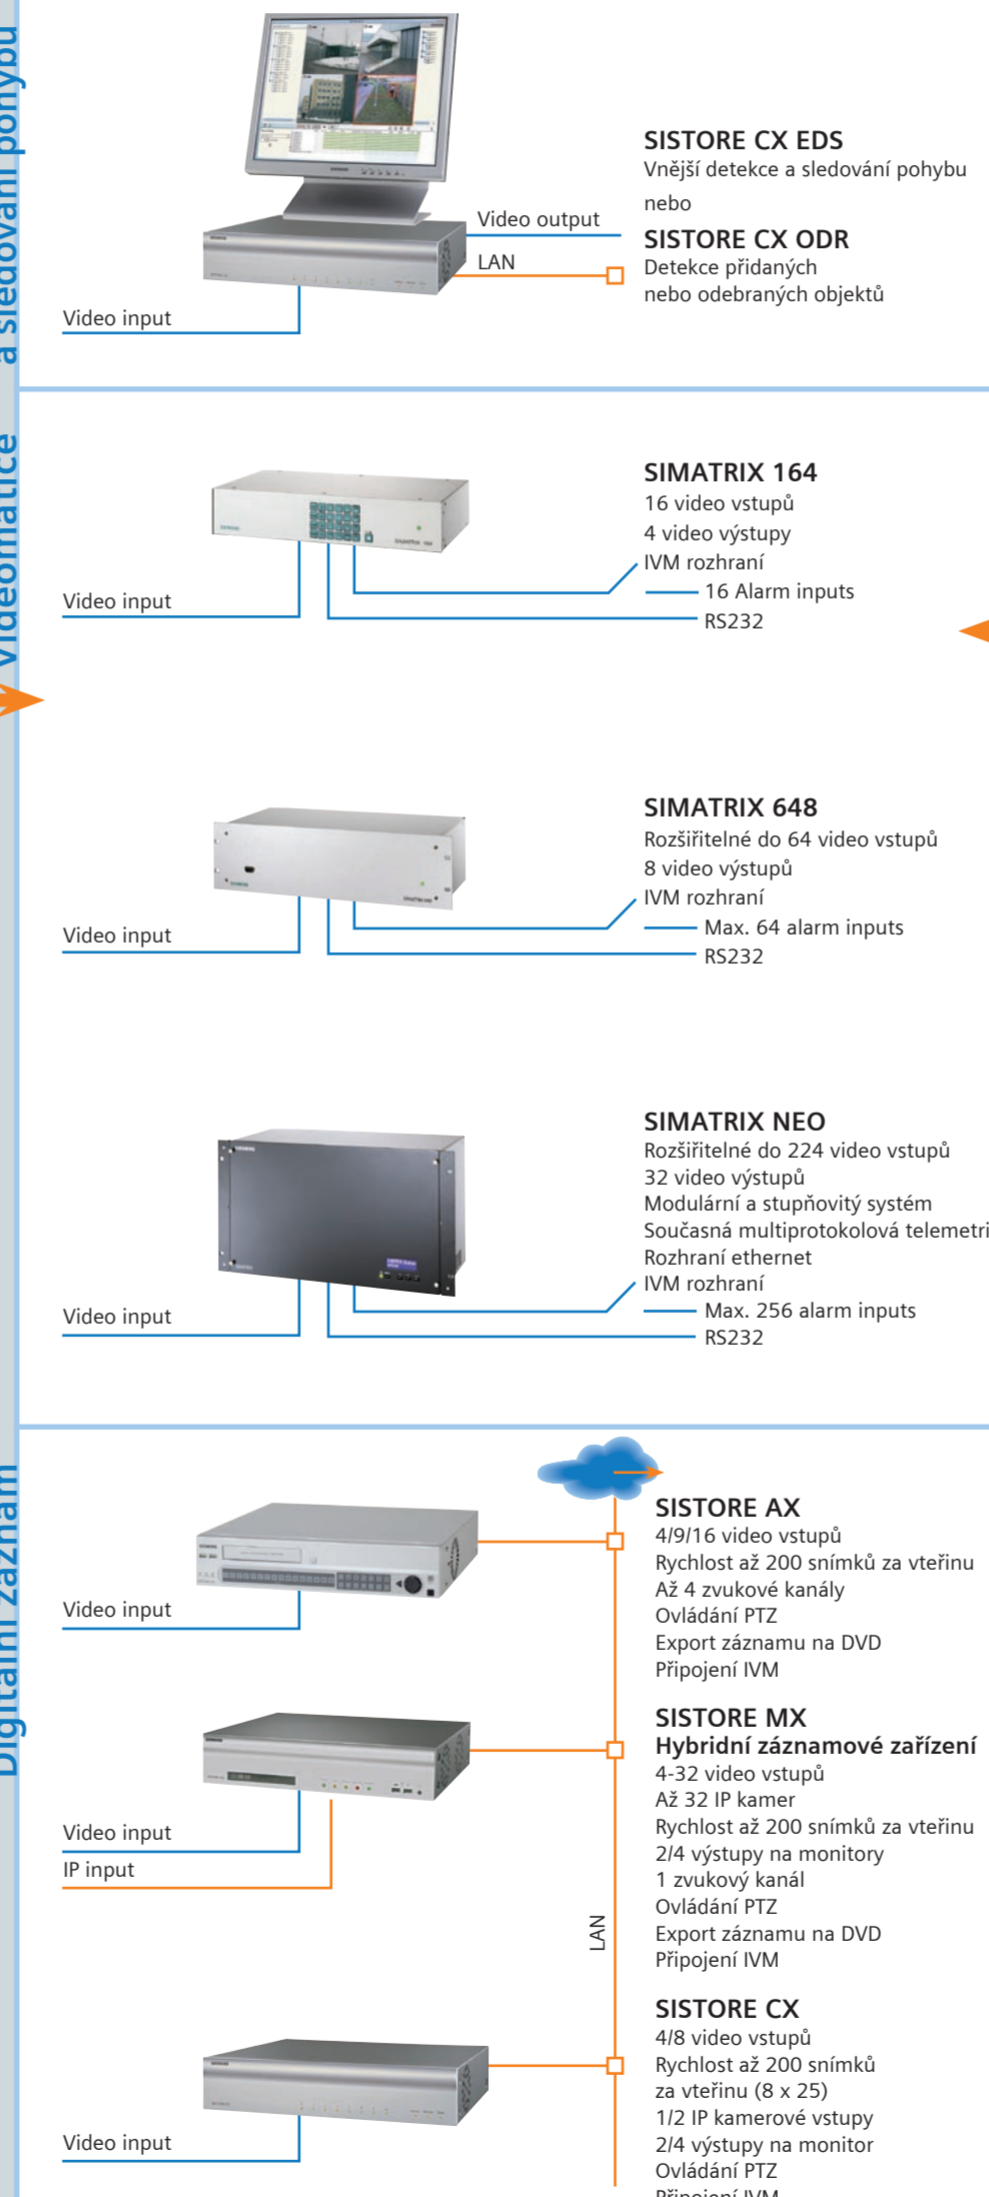 a sledování pohybu
SISTORE CX EDS
Vnější detekce a sledování pohybu
nebo
SISTORE CX ODR
Detekce přidaných
nebo odebraných objektů
Video output
LAN
Video input
Videomatice
SIMATRIX 164
16 video vstupů
4 video výstupy
IVM rozhraní
16 Alarm inputs
RS232
Video input
SIMATRIX 648
Rozšiřitelné do 64 video vstupů
8 video výstupů
IVM rozhraní
Max. 64 alarm inputs
RS232
Video input
SIMATRIX NEO
Rozšiřitelné do 224 video vstupů
32 video výstupů
Modulární a stupňovitý systém
Současná multiprotokolová telemetri
Rozhraní ethernet
IVM rozhraní
Max. 256 alarm inputs
RS232
Video input
Digitální záznam
SISTORE AX
4/9/16 video vstupů
Rychlost až 200 snímků za vteřinu
Až 4 zvukové kanály
Ovládání PTZ
Export záznamu na DVD
Připojení IVM
Video input
SISTORE MX
Hybridní záznamové zařízení
4-32 video vstupů
Až 32 IP kamer
Rychlost až 200 snímků za vteřinu
2/4 výstupy na monitory
1 zvukový kanál
Ovládání PTZ
Export záznamu na DVD
Připojení IVM
Video input
IP input
LAN
SISTORE CX
4/8 video vstupů
Rychlost až 200 snímků
za vteřinu (8 x 25)
1/2 IP kamerové vstupy
2/4 výstupy na monitor
Ovládání PTZ
Připojení IVM
Video input